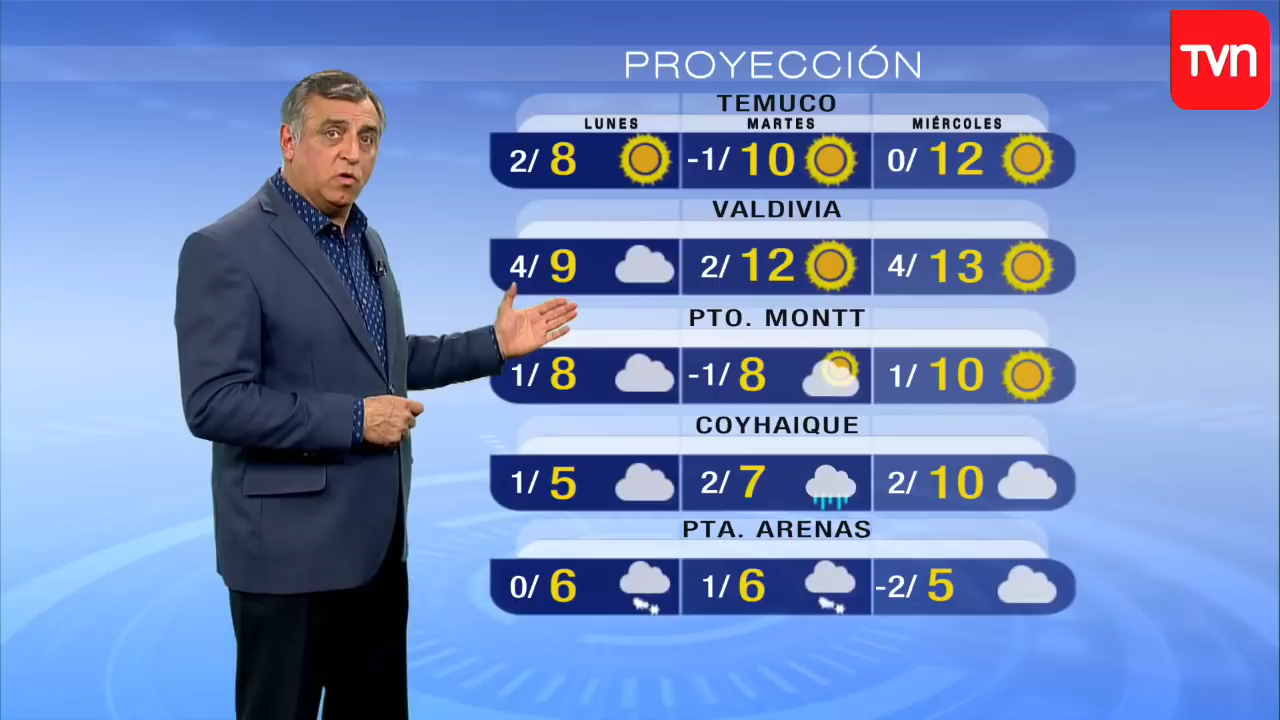 TVN
PROYECCIÓN
TEMUCO
LUNES MARTES MIÉRCOLES
2/ 8 -1/ 10 0/ 12
VALDIVIA
4/ 9 2/ 12 4/ 13
PTO. MONTT
1/ 8 -1/ 8 1/ 10
COYHAIQUE
1/ 5 2/ 7 2/ 10
PTA. ARENAS
0/ 6 1/ 6 -2/ 5